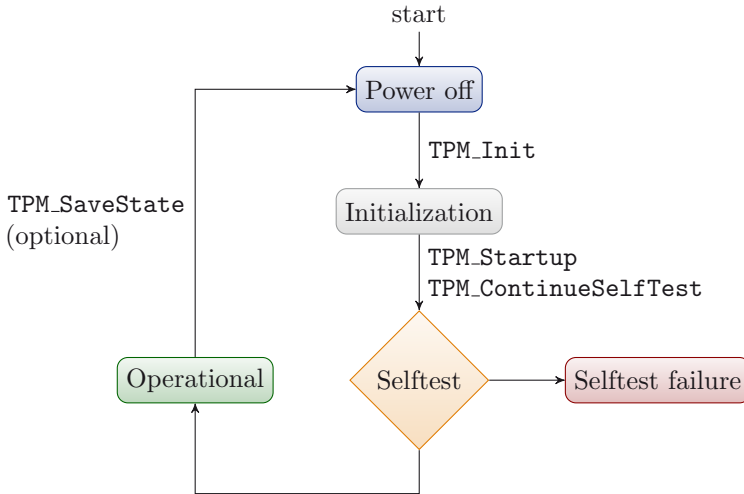 start
Power off
TPM_Init
TPM_SaveState
(optional)
Initialization
TPM_Startup
TPM_ContinueSelfTest
Operational
Selftest
Selftest failure